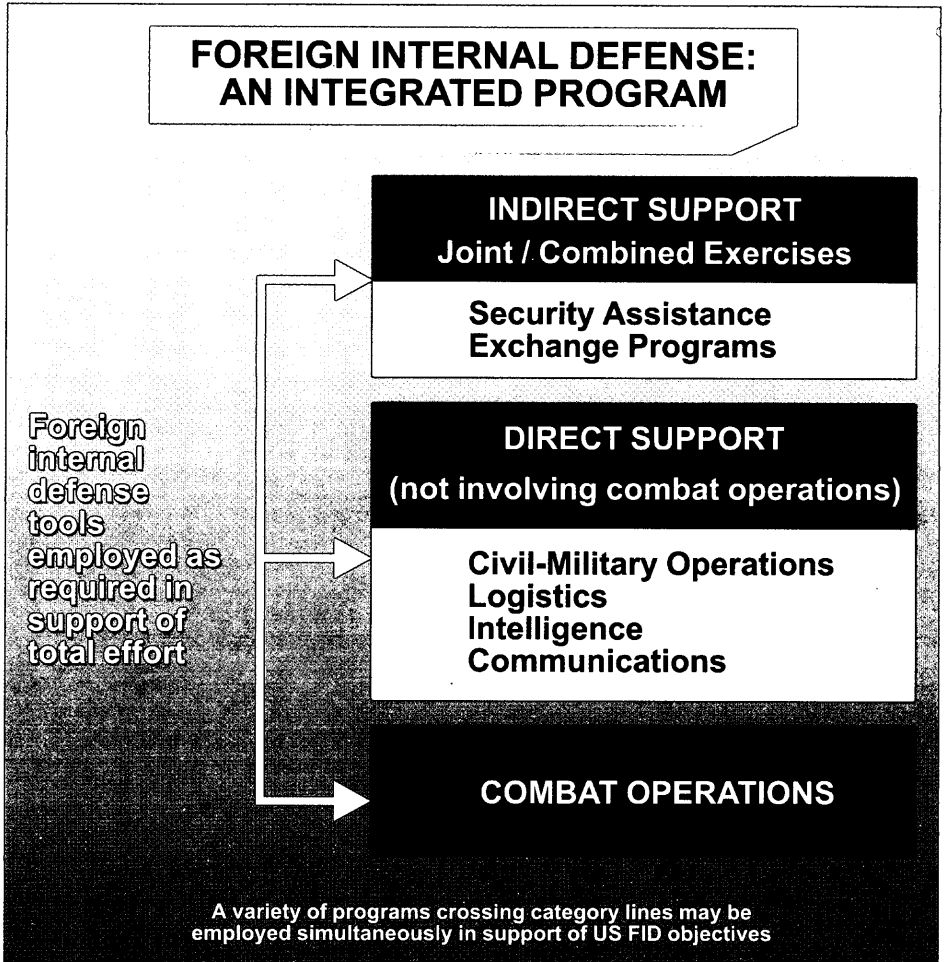 FOREIGN INTERNAL DEFENSE:
AN INTEGRATED PROGRAM
INDIRECT SUPPORT
Joint / Combined Exercises
Security Assistance
Exchange Programs
Foreign
internal
defense
tools
employed as
required in
support of
total effort
DIRECT SUPPORT
(not involving combat operations)
Civil-Military Operations
Logistics
Intelligence
Communications
COMBAT OPERATIONS
A variety of programs crossing category lines may be
employed simultaneously in support of US FID objectives